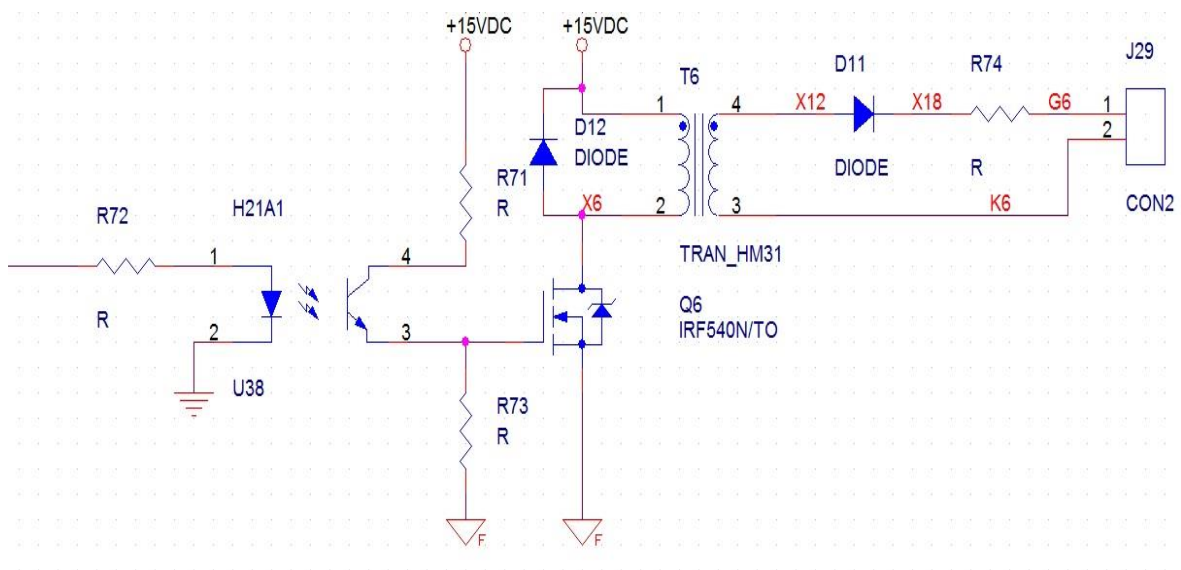 +15VDC
+15VDC
J29
T6
D11
R74
1
4
X12
X18
G6
1
D12
2
DIODE
R71
DIODE
R
R
X6
2
3
K6
CON2
R72
H21A1
TRAN_HM31
1
4
Q6
R
IRF540N/TO
2
3
U38
R73
R
F
F